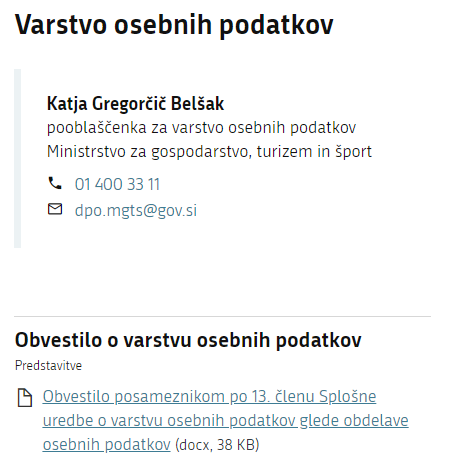 Varstvo osebnih podatkov
Katja Gregorčič Belšak
pooblaščenka za varstvo osebnih podatkov
Ministrstvo za gospodarstvo, turizem in šport
01 400 33 11
dpo.mgts@gov.si
Obvestilo o varstvu osebnih podatkov
Predstavitve
Obvestilo posameznikom po 13. členu Splošne
uredbe o varstvu osebnih podatkov glede obdelave
osebnih podatkov (docx, 38 KB)